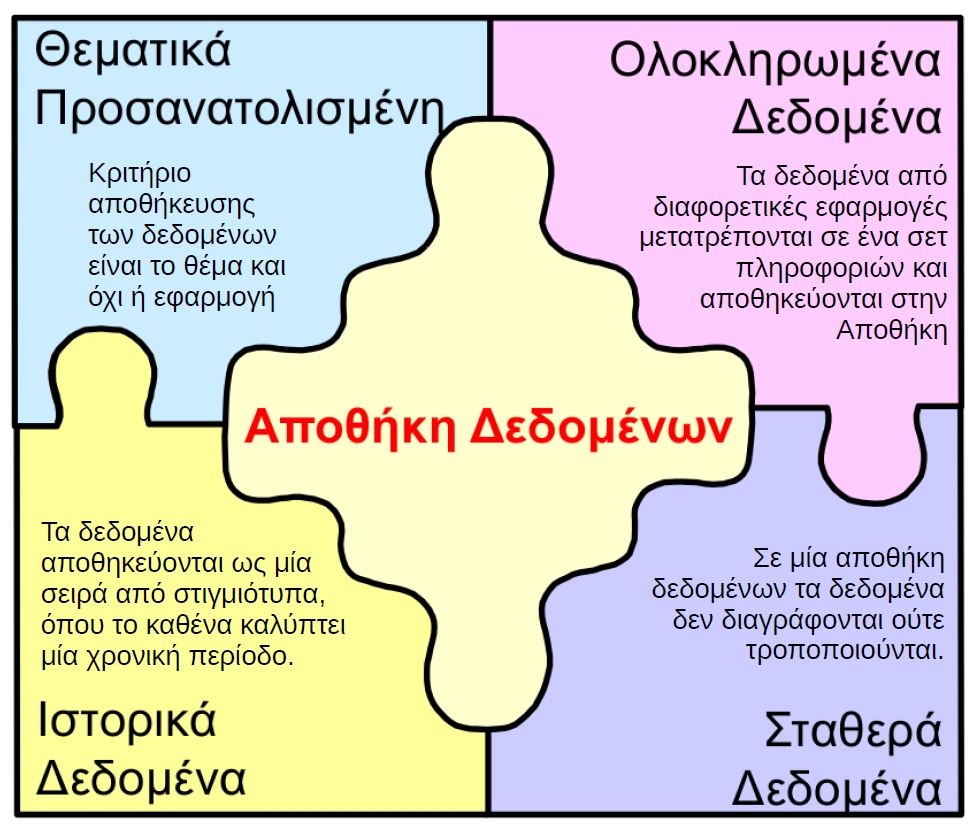 Θεματικά
Προσανατολισμένη
Κριτήριο
αποθήκευσης
των δεδομένων
είναι το θέμα και
όχι ή εφαρμογή
Ολοκληρωμένα
Δεδομένα
Τα δεδομένα από
διαφορετικές εφαρμογές
μετατρέπονται σε ένα σετ
πληροφοριών και
αποθηκεύονται στην
Αποθήκη
Αποθήκη Δεδομένων
Τα δεδομένα
αποθηκεύονται ως μία
σειρά από στιγμιότυπα,
όπου το καθένα καλύπτει
μία χρονική περίοδο.
Ιστορικά
Δεδομένα
Σε μία αποθήκη
δεδομένων τα δεδομένα
δεν διαγράφονται ούτε
τροποποιούνται.
Σταθερά
Δεδομένα